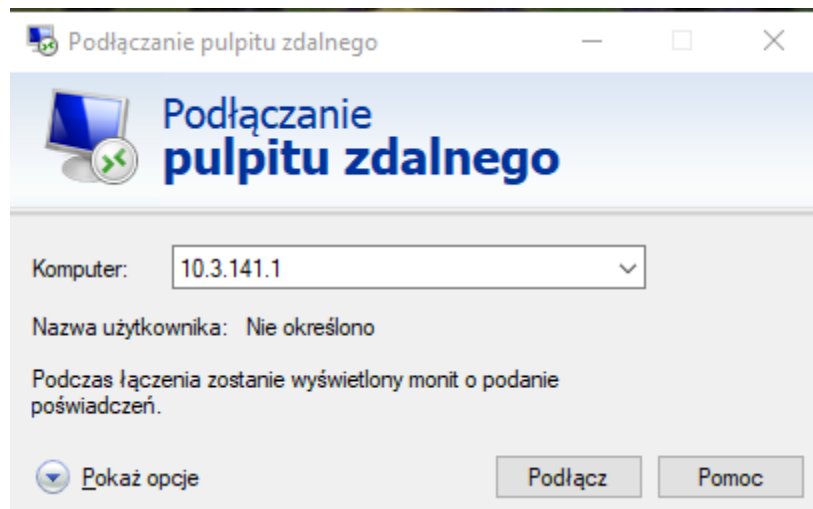 Podłączanie pulpitu zdalnego
Podłączanie
pulpitu zdalnego
Komputer: 10.3.141.1
Nazwa użytkownika: Nie określono
Podczas łączenia zostanie wyświetlony monit o podanie
poświadczeń.
Pokaż opcje Podłącz Pomoc